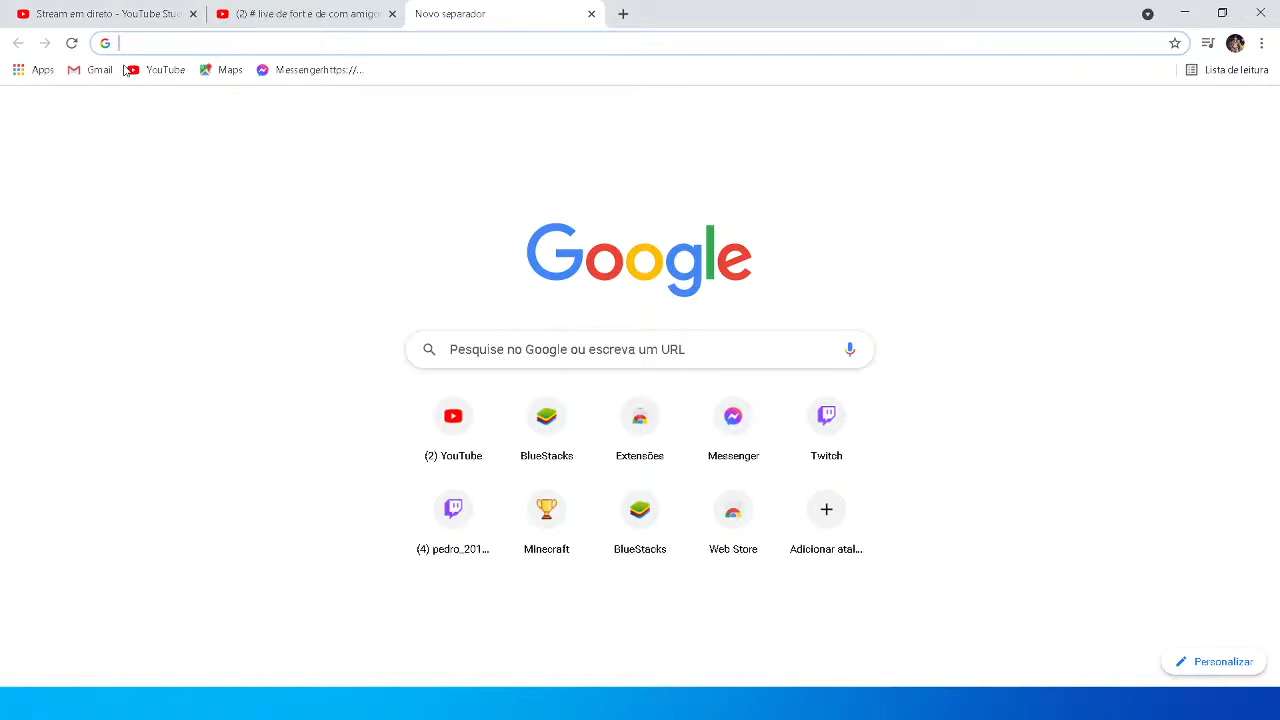 Stream em direto - YouTube Stud
(2) # live de fort e de com amigo
Novo separador
Apps
Gmail
YouTube
Maps
Messengerhttps://...
Lista de leitura
Google
Pesquise no Google ou escreva um URL
(2) YouTube
BlueStacks
Extensões
Messenger
Twitch
(4) pedro_201...
Minecraft
BlueStacks
Web Store
Adicionar atal...
Personalizar